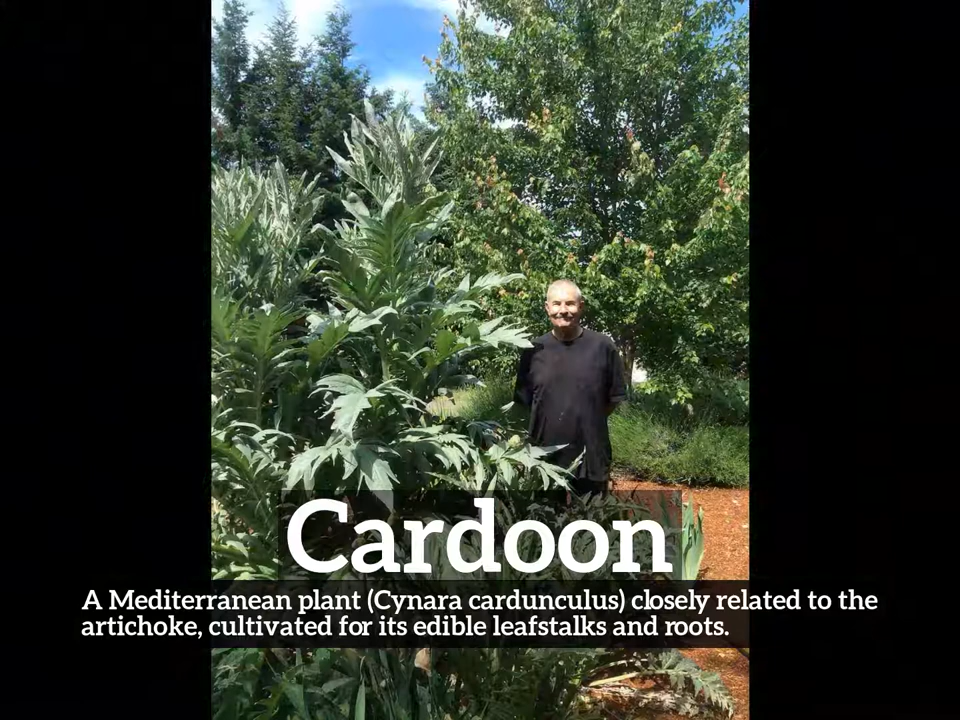 Cardoon
A Mediterranean plant (Cynara cardunculus) closely related to the
artichoke, cultivated for its edible leafstalks and roots.